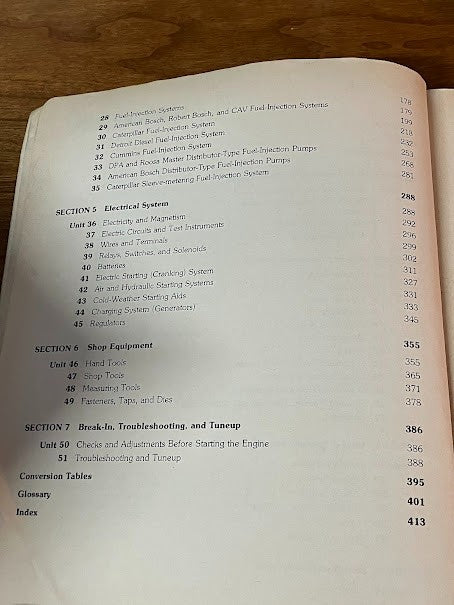 28 Fuel-Injection Systems 178
29 American Bosch, Robert Bosch, and CAV Fuel-Injection Systems 179
30 Caterpillar Fuel-Injection System 199
31 Detroit Diesel Fuel-Injection System 218
32 Cummins Fuel-Injection System 232
33 DPA and Roosa Master Distributor-Type Fuel-Injection Pumps 253
34 American Bosch Distributor-Type Fuel-Injection Pumps 268
35 Caterpillar Sleeve-metering Fuel-Injection System 281
SECTION 5 Electrical System 288
Unit 36 Electricity and Magnetism 288
37 Electric Circuits and Test Instruments 292
38 Wires and Terminals 296
39 Relays, Switches, and Solenoids 299
40 Batteries 302
41 Electric Starting (Cranking) System 311
42 Air and Hydraulic Starting Systems 327
43 Cold-Weather Starting Aids 331
44 Charging System (Generators) 333
45 Regulators 345
SECTION 6 Shop Equipment 355
Unit 46 Hand Tools 355
47 Shop Tools 365
48 Measuring Tools 371
49 Fasteners, Taps, and Dies 378
SECTION 7 Break-In, Troubleshooting, and Tuneup 386
Unit 50 Checks and Adjustments Before Starting the Engine 386
51 Troubleshooting and Tuneup 388
Conversion Tables 395
Glossary 401
Index 413